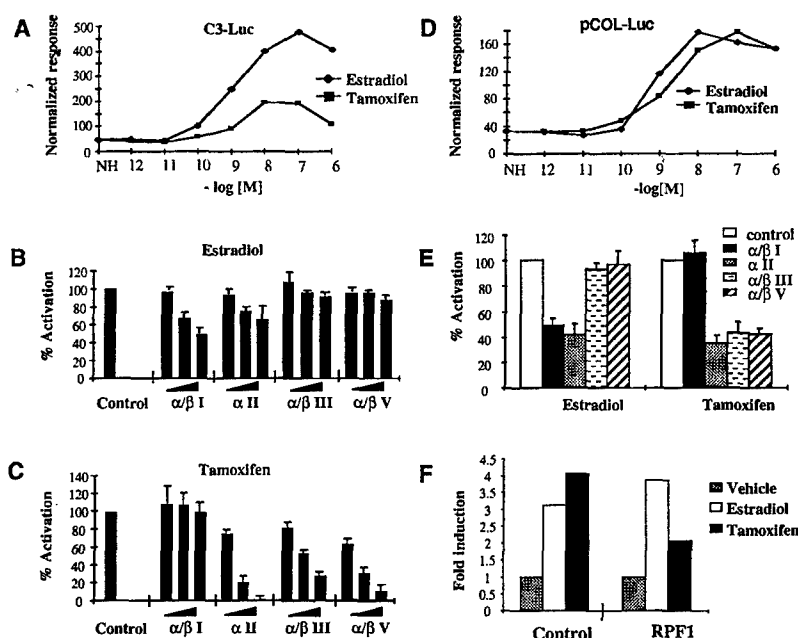 A
C3-Luc
Normalized response
500
400
300
200
100
0
Estradiol
Tamoxifen
NH 12 11 10 9 8 7 6
- log [M]
D
pCOL-Luc
Normalized response
160
120
80
40
0
Estradiol
Tamoxifen
NH 12 11 10 9 8 7 6
-log[M]
B
Estradiol
% Activation
120
100
80
60
40
20
0
Control α/β I α II α/β III α/β V
E
% Activation
120
100
80
60
40
20
0
control
α/β I
α II
α/β III
α/β V
Estradiol Tamoxifen
C
Tamoxifen
% Activation
140
120
100
80
60
40
20
0
Control α/β I α II α/β III α/β V
F
Fold induction
4.5
4
3.5
3
2.5
2
1.5
1
0.5
0
Vehicle
Estradiol
Tamoxifen
Control RPF1